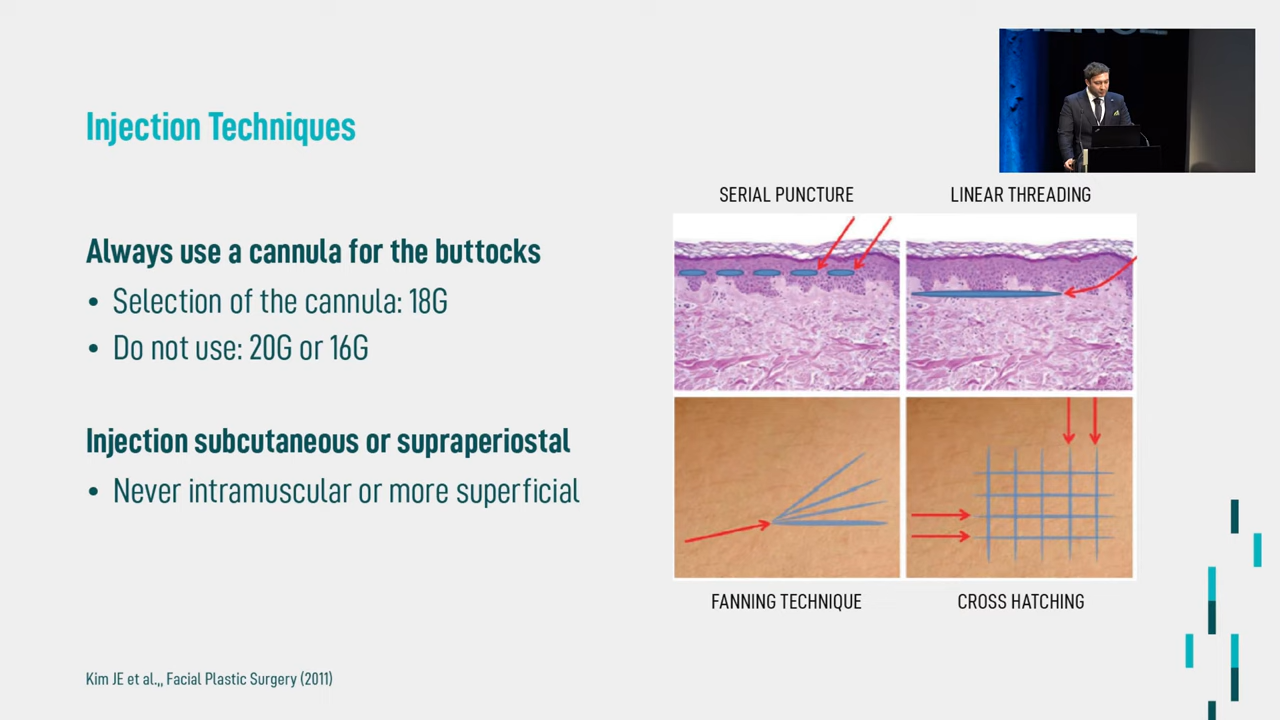 Injection Techniques
Always use a cannula for the buttocks
• Selection of the cannula: 18G
• Do not use: 20G or 16G
Injection subcutaneous or supraperiostal
• Never intramuscular or more superficial
Kim JE et al.,, Facial Plastic Surgery (2011)
SERIAL PUNCTURE
LINEAR THREADING
FANNING TECHNIQUE
CROSS HATCHING